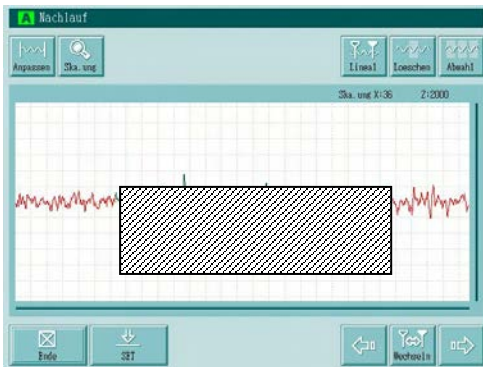 A Nachlauf
Anpassen Ska.ung Lineal Loeschen Abwahl
Ska.ung X:36 Z:2000
Ende SET Wechseln